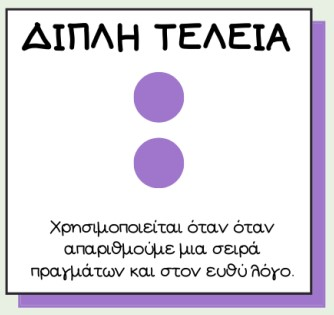 ΔΙΠΛΗ ΤΕΛΕΙΑ
:
Χρησιμοποιείται όταν όταν
απαριθμούμε μια σειρά
πραγμάτων και στον ευθύ λόγο.